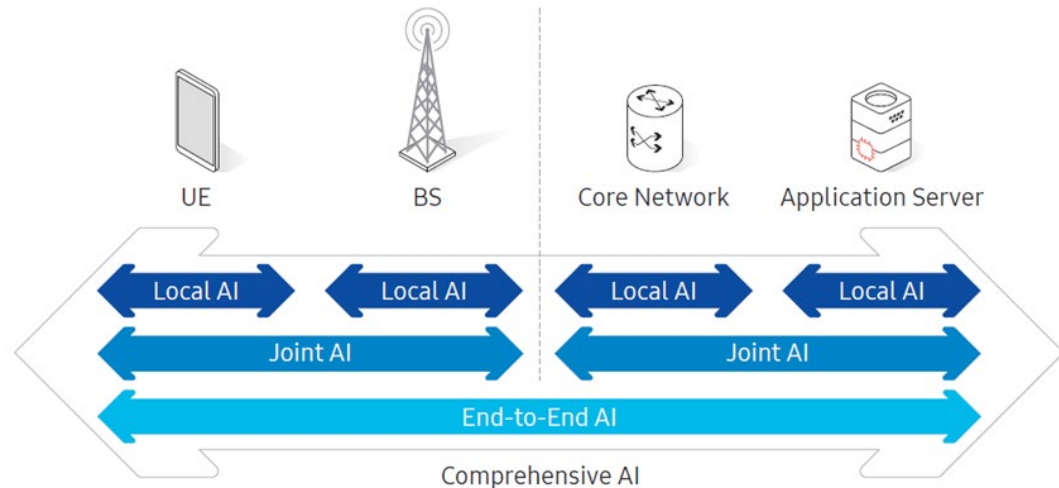 UE
BS
Core Network
Application Server
Local AI
Local AI
Local AI
Local AI
Joint AI
Joint AI
End-to-End AI
Comprehensive AI